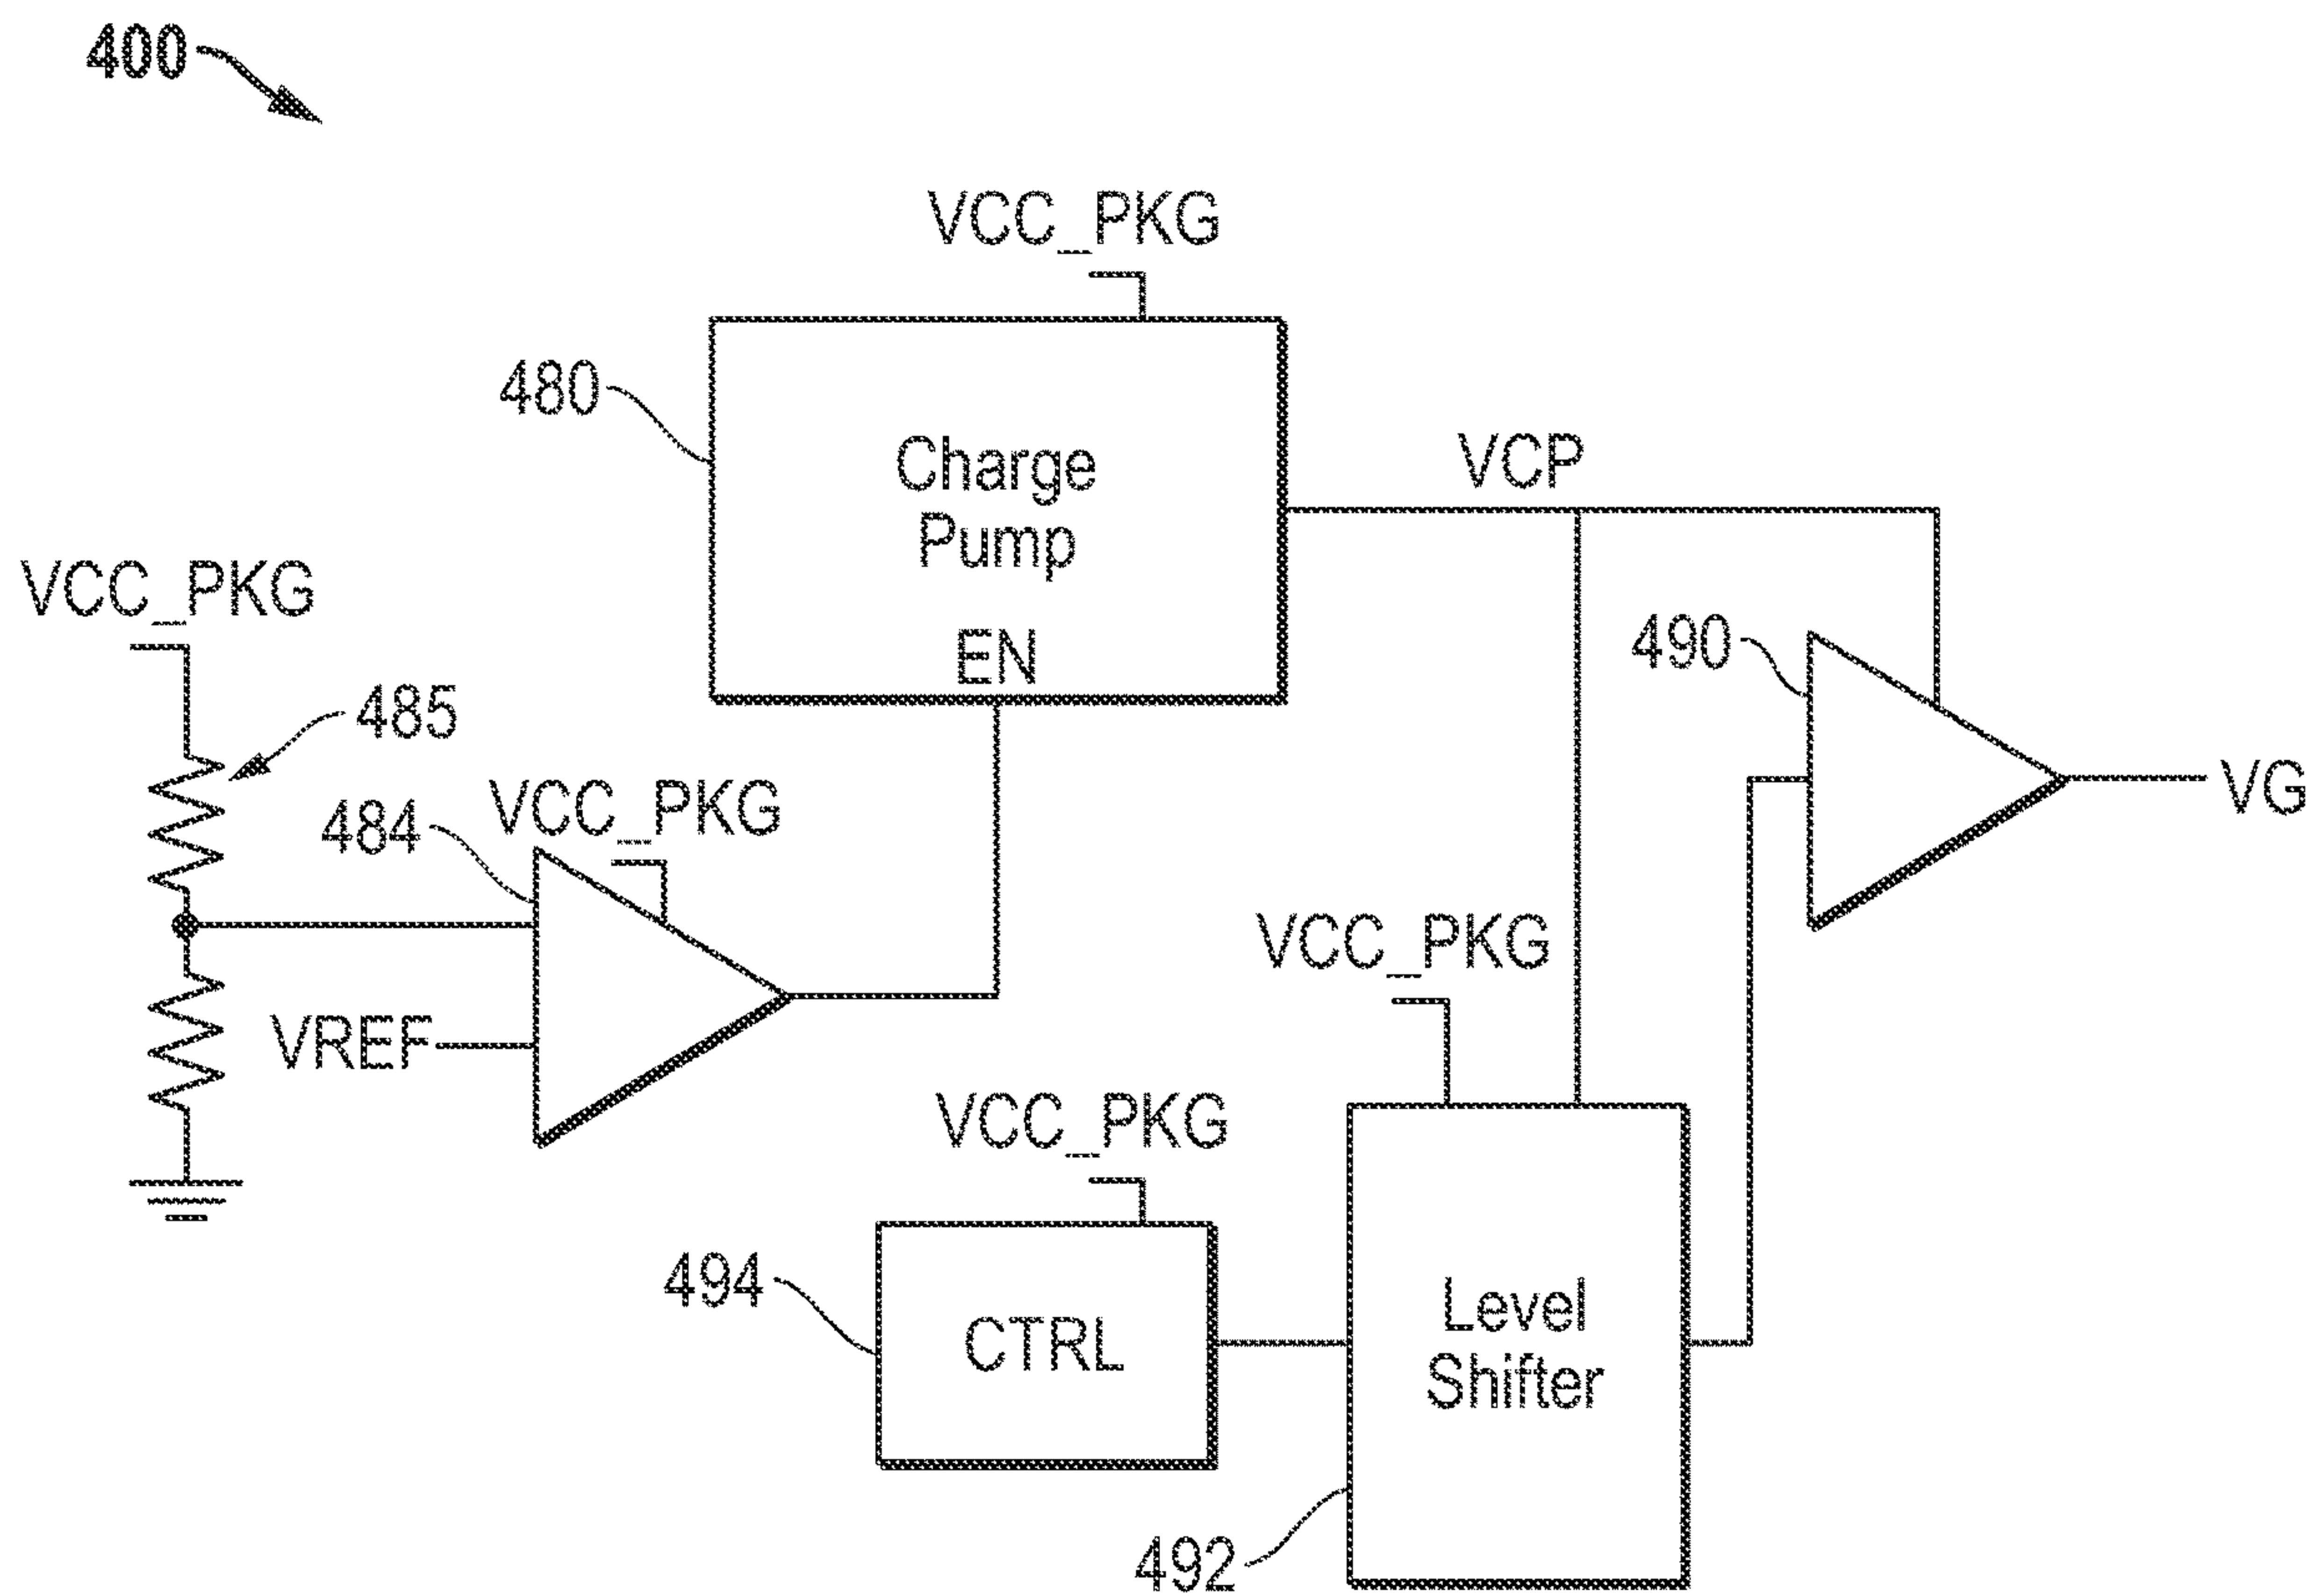 400
VCC_PKG
480
Charge
Pump
EN
VCP
VCC_PKG
485
490
VG
484
VCC_PKG
VREF
VCC_PKG
VCC_PKG
494
CTRL
Level
Shifter
492